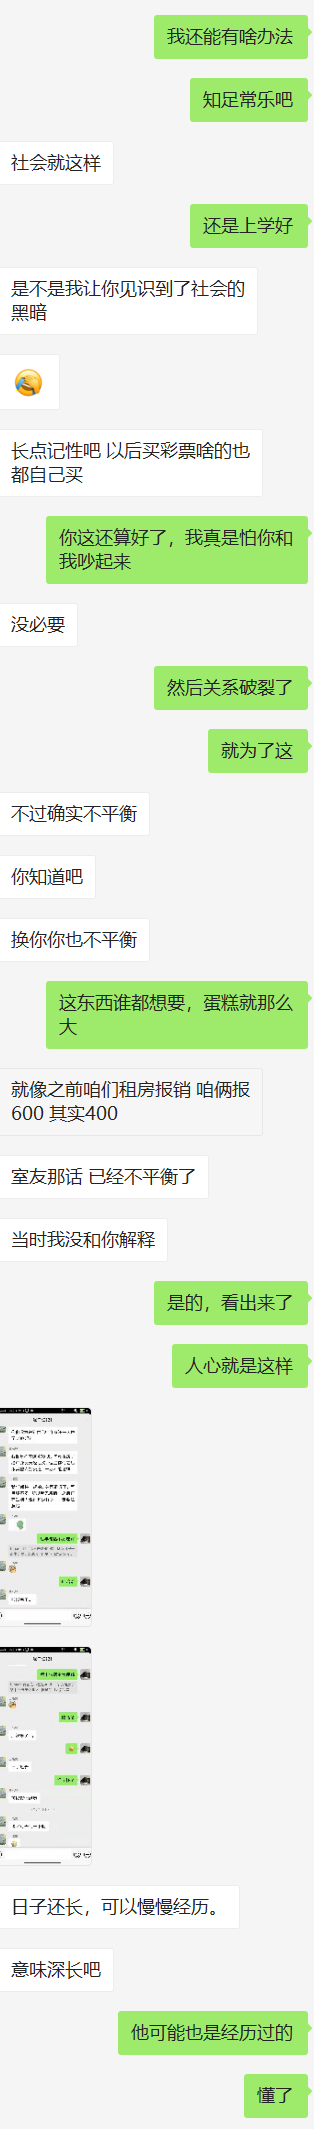 我还能有啥办法
知足常乐吧
社会就这样
还是上学好
是不是我让你见识到了社会的
黑暗
长点记性吧 以后买彩票啥的也
都自己买
你这还算好了，我真是怕你和
我吵起来
没必要
然后关系破裂了
就为了这
不过确实不平衡
你知道吧
换你你也不平衡
这东西谁都想要，蛋糕就那么
大
就像之前咱们租房报销 咱俩报
600 其实400
室友那话 已经不平衡了
当时我没和你解释
是的，看出来了
人心就是这样
日子还长，可以慢慢经历。
意味深长吧
他可能也是经历过的
懂了